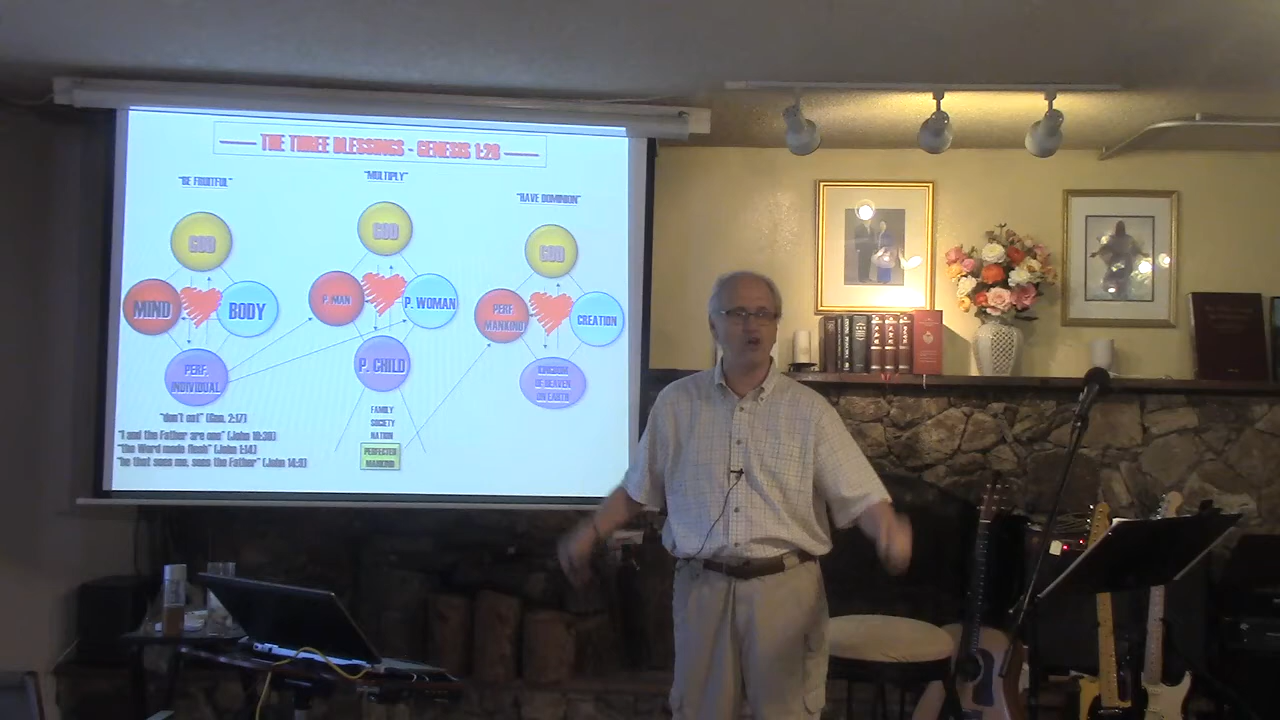 THE THREE BLESSINGS - GENESIS 1:28
"BE FRUITFUL"
"MULTIPLY"
"HAVE DOMINION"
GOD
GOD
GOD
MIND
BODY
P. MAN
P. WOMAN
PERF. MANKIND
CREATION
PERF. INDIVIDUAL
P. CHILD
KINGDOM OF HEAVEN ON EARTH
FAMILY
SOCIETY
NATION
PERFECTED MANKIND
"don't eat" (Gen. 2:17)
"I and the Father are one" (John 10:30)
"the Word made flesh" (John 1:14)
"he that sees me, sees the Father" (John 14:9)